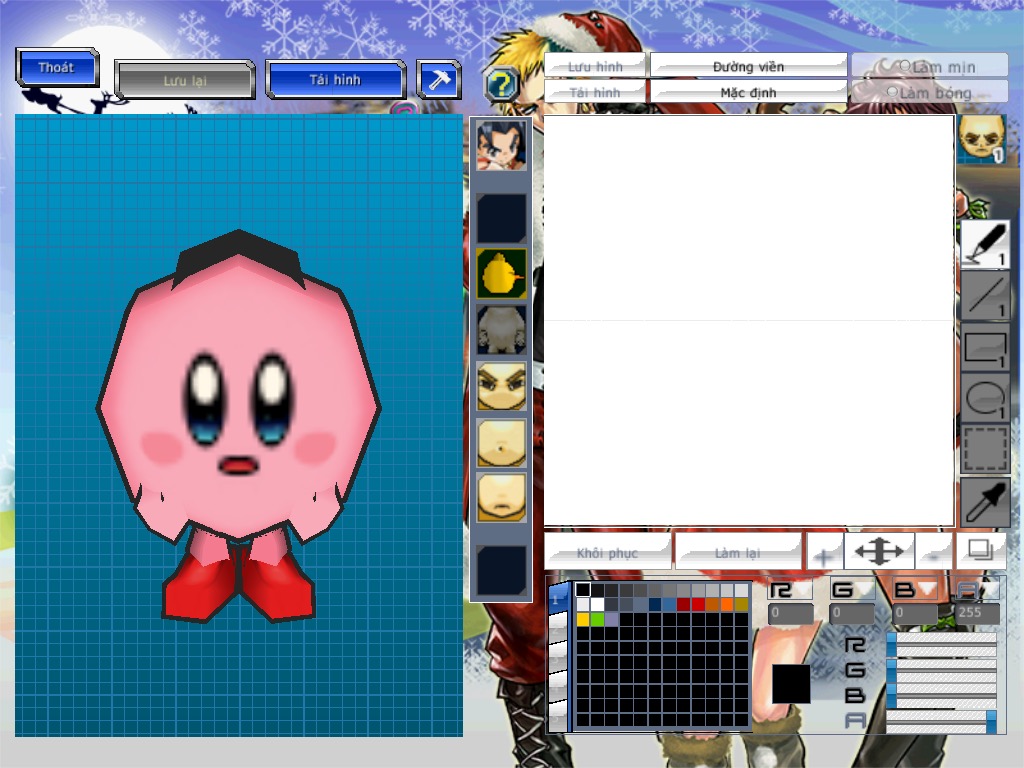 Thoát
Lưu lại
Tải hình
?
Lưu hình
Đường viền
Làm mịn
Tải hình
Mặc định
Làm bóng
1
1
1
1
1
Khôi phục
Làm lại
+
-
1
R
G
B
A
0
0
0
255
R
G
B
A